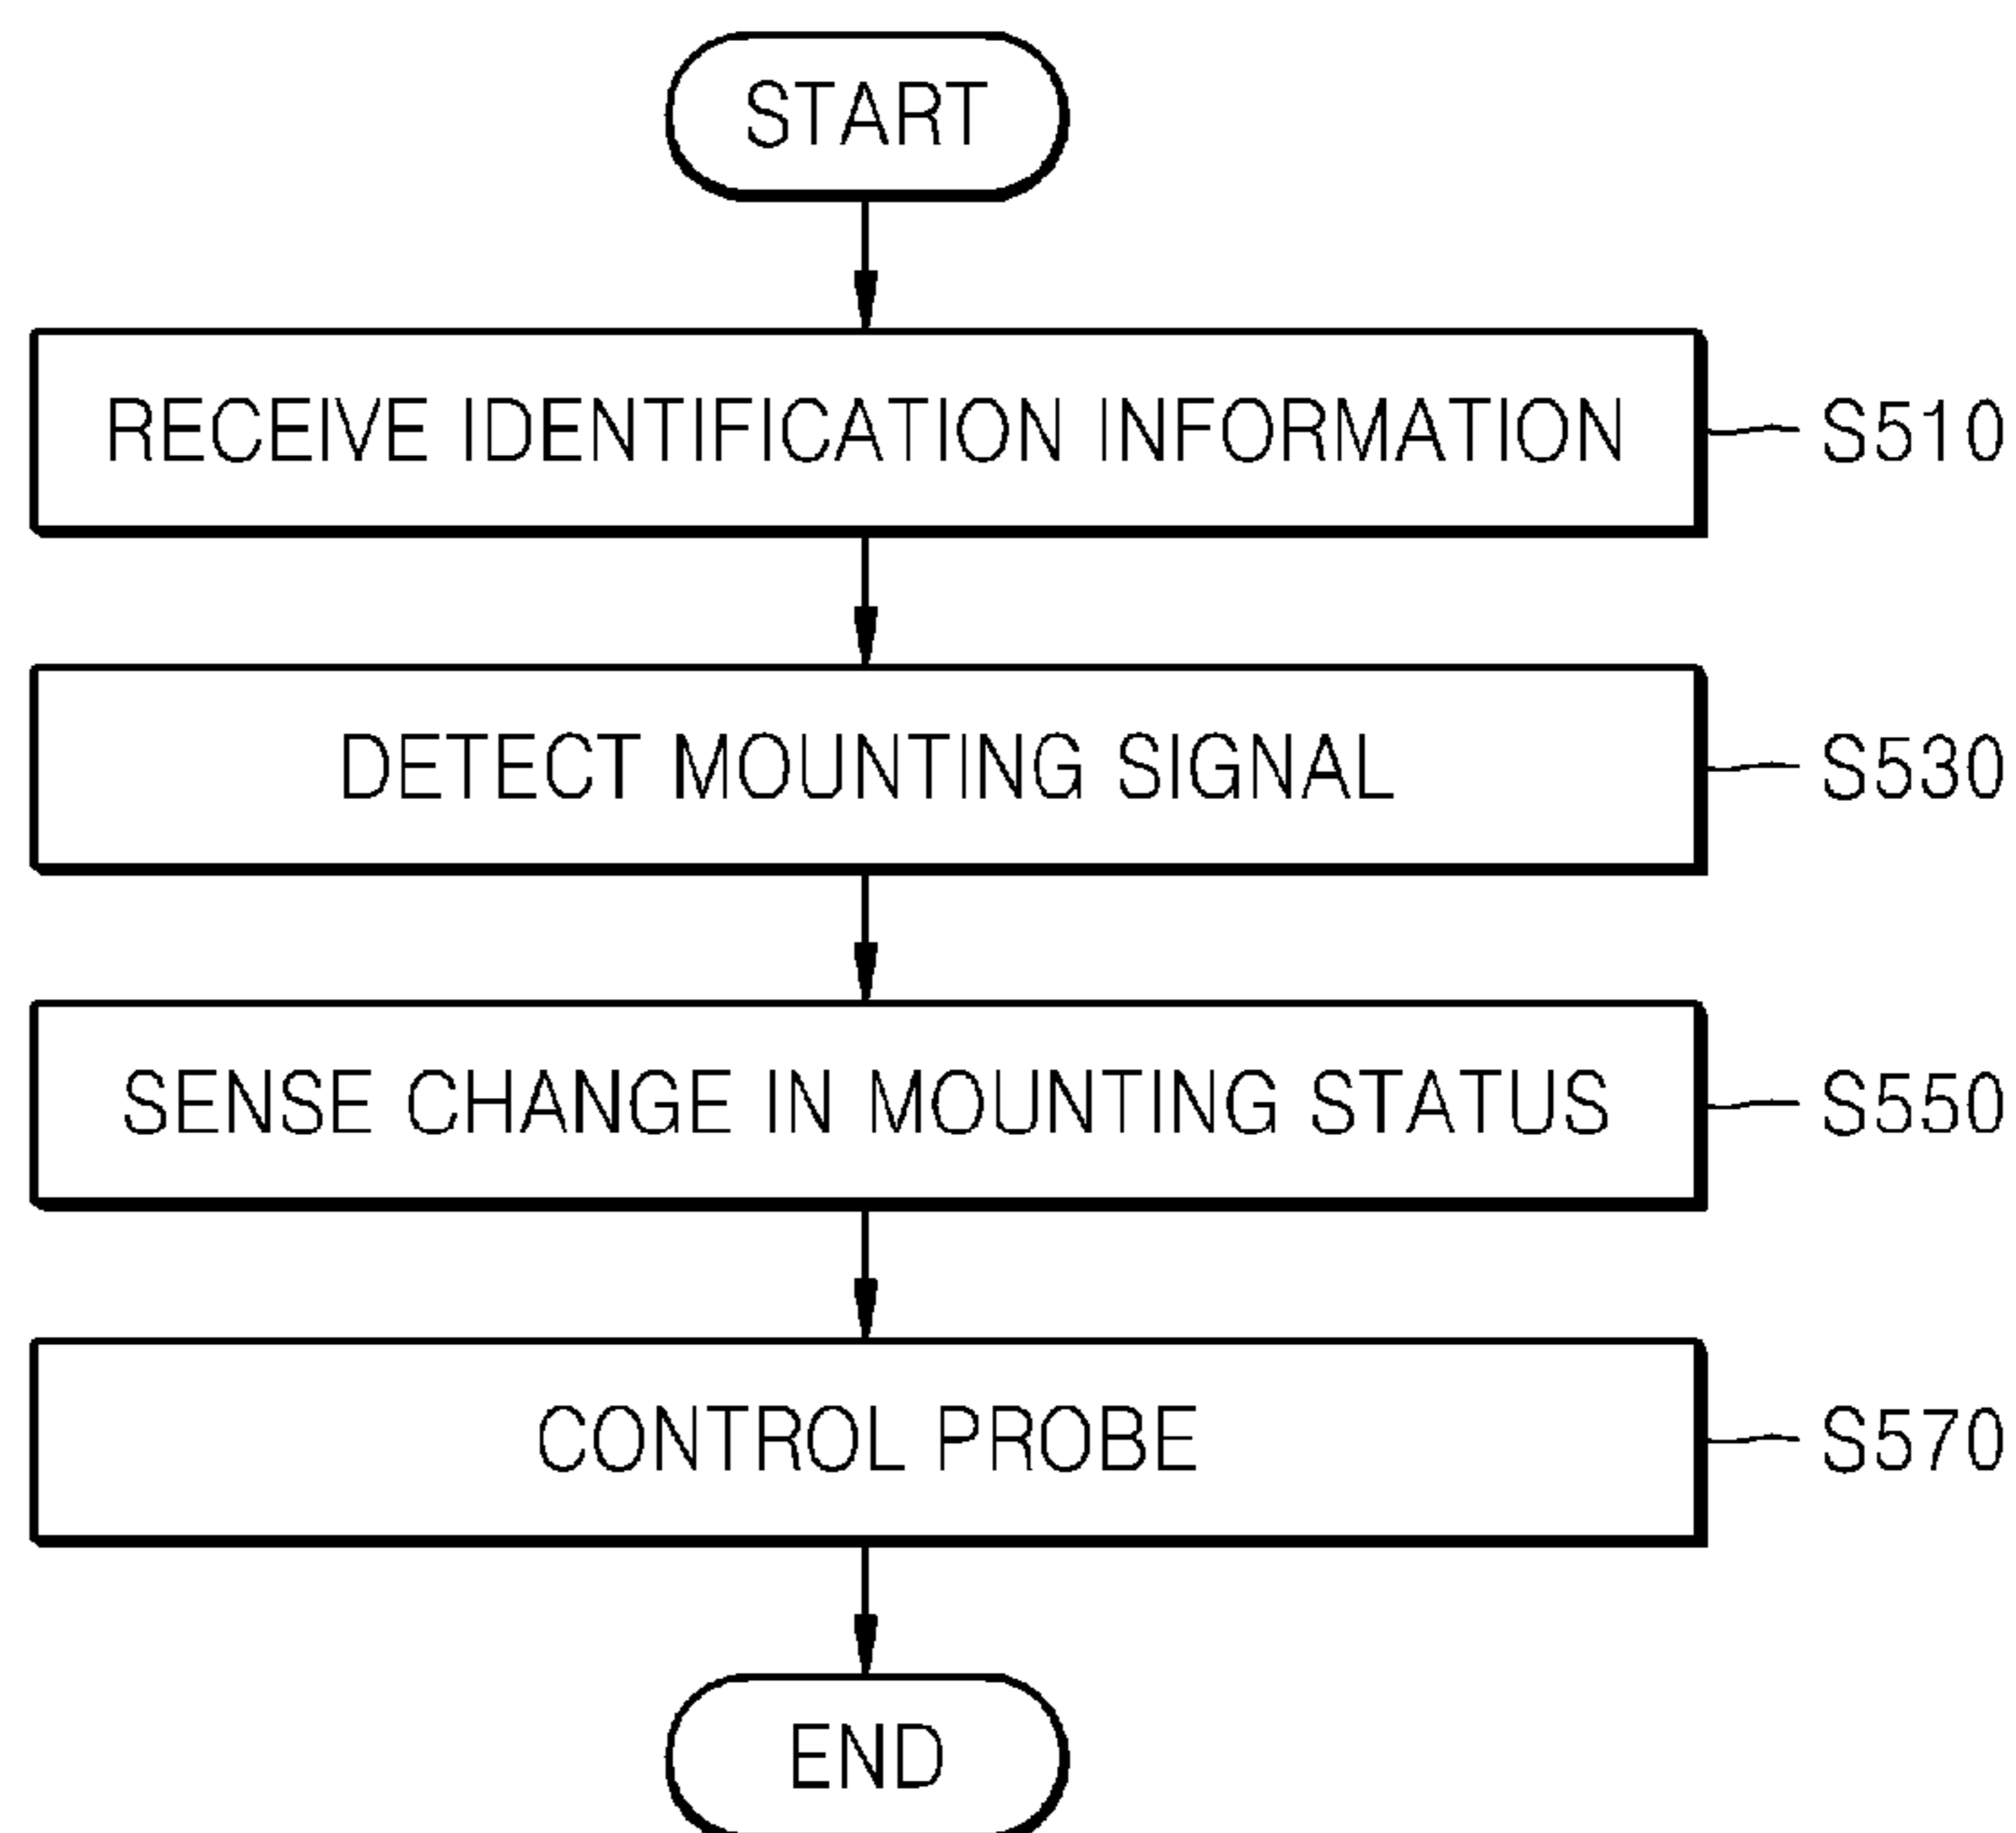 START
RECEIVE IDENTIFICATION INFORMATION S510
DETECT MOUNTING SIGNAL S530
SENSE CHANGE IN MOUNTING STATUS S550
CONTROL PROBE S570
END